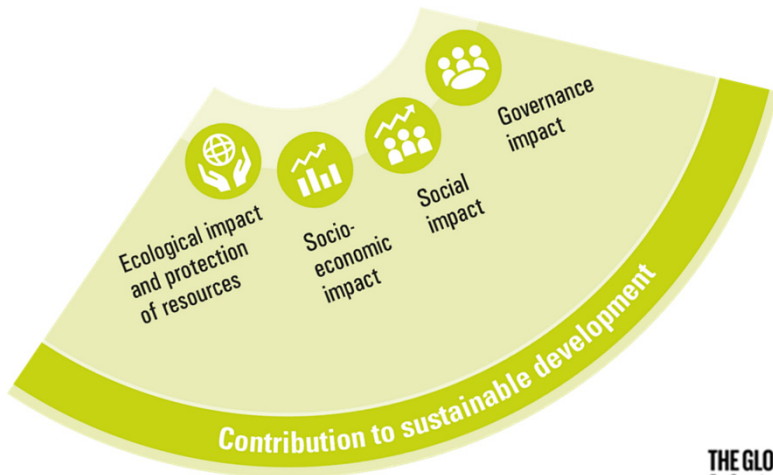 Ecological impact
and protection
of resources
Socio-
economic
impact
Social
impact
Governance
impact
Contribution to sustainable development
THE GLO